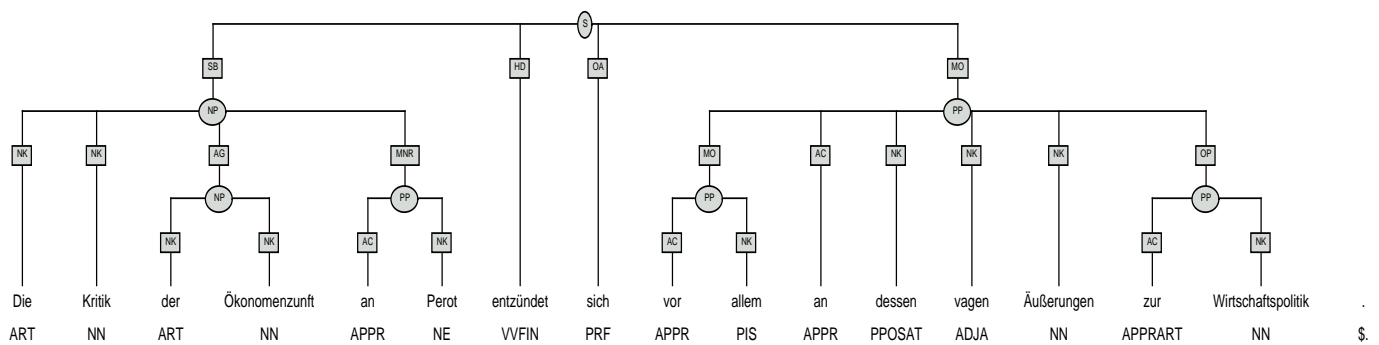 S
SB HD OA MO
NP PP
NK NK AG MNR MO AC NK NK NK OP
NP PP PP PP
NK NK AC NK AC NK AC NK
Die Kritik der Ökonomenzunft an Perot entzündet sich vor allem an dessen vagen Äußerungen zur Wirtschaftspolitik .
ART NN ART NN APPR NE VVFIN PRF APPR PIS APPR PPOSAT ADJA NN APPRART NN $.